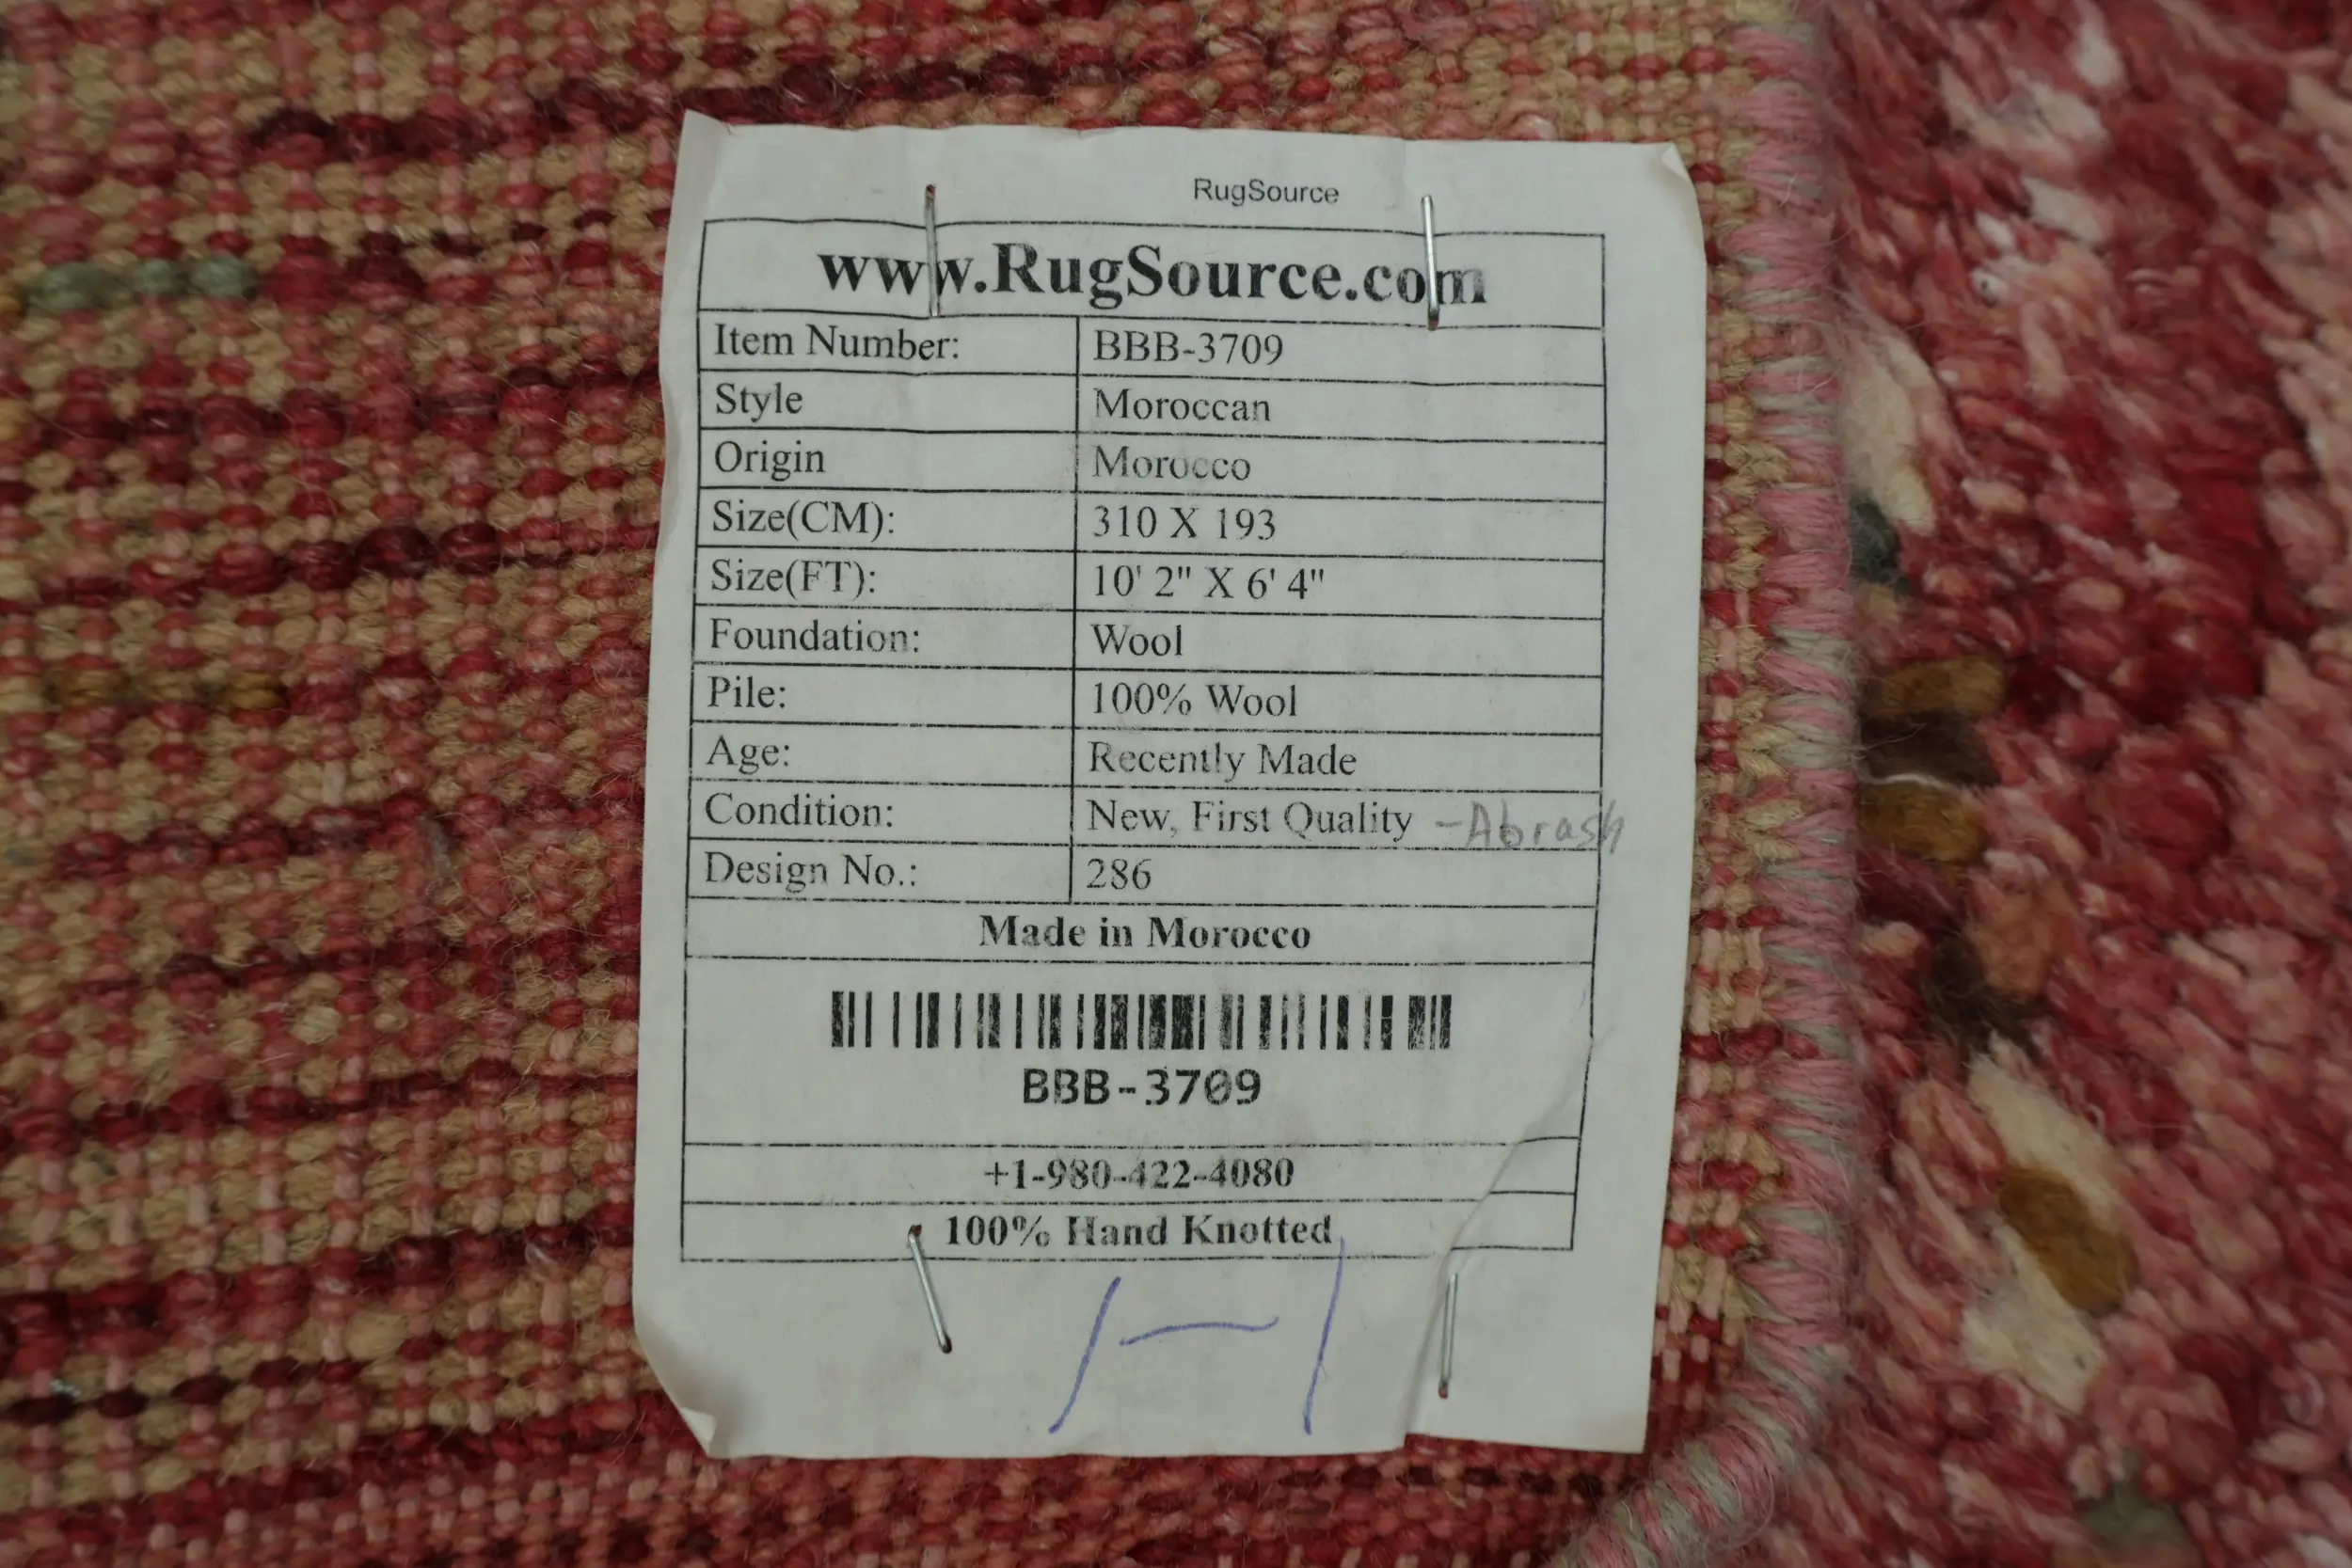 RugSource
www.RugSource.com
Item Number: BBB-3709
Style Moroccan
Origin Morocco
Size(CM): 310 X 193
Size(FT): 10' 2" X 6' 4"
Foundation: Wool
Pile: 100% Wool
Age: Recently Made
Condition: New, First Quality -Abrash
Design No.: 286
Made in Morocco
BBB-3709
+1-980-422-4080
100% Hand Knotted
1-1